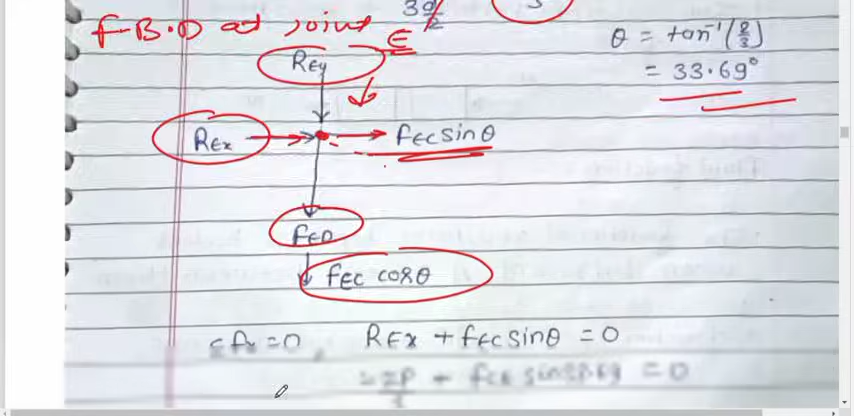 F.B.D at joint E
θ = tan⁻¹(2/3)
= 33.69°
REy
REx
FEC sinθ
FED
FEC cosθ
ΣFx=0, REx + FEC sinθ = 0